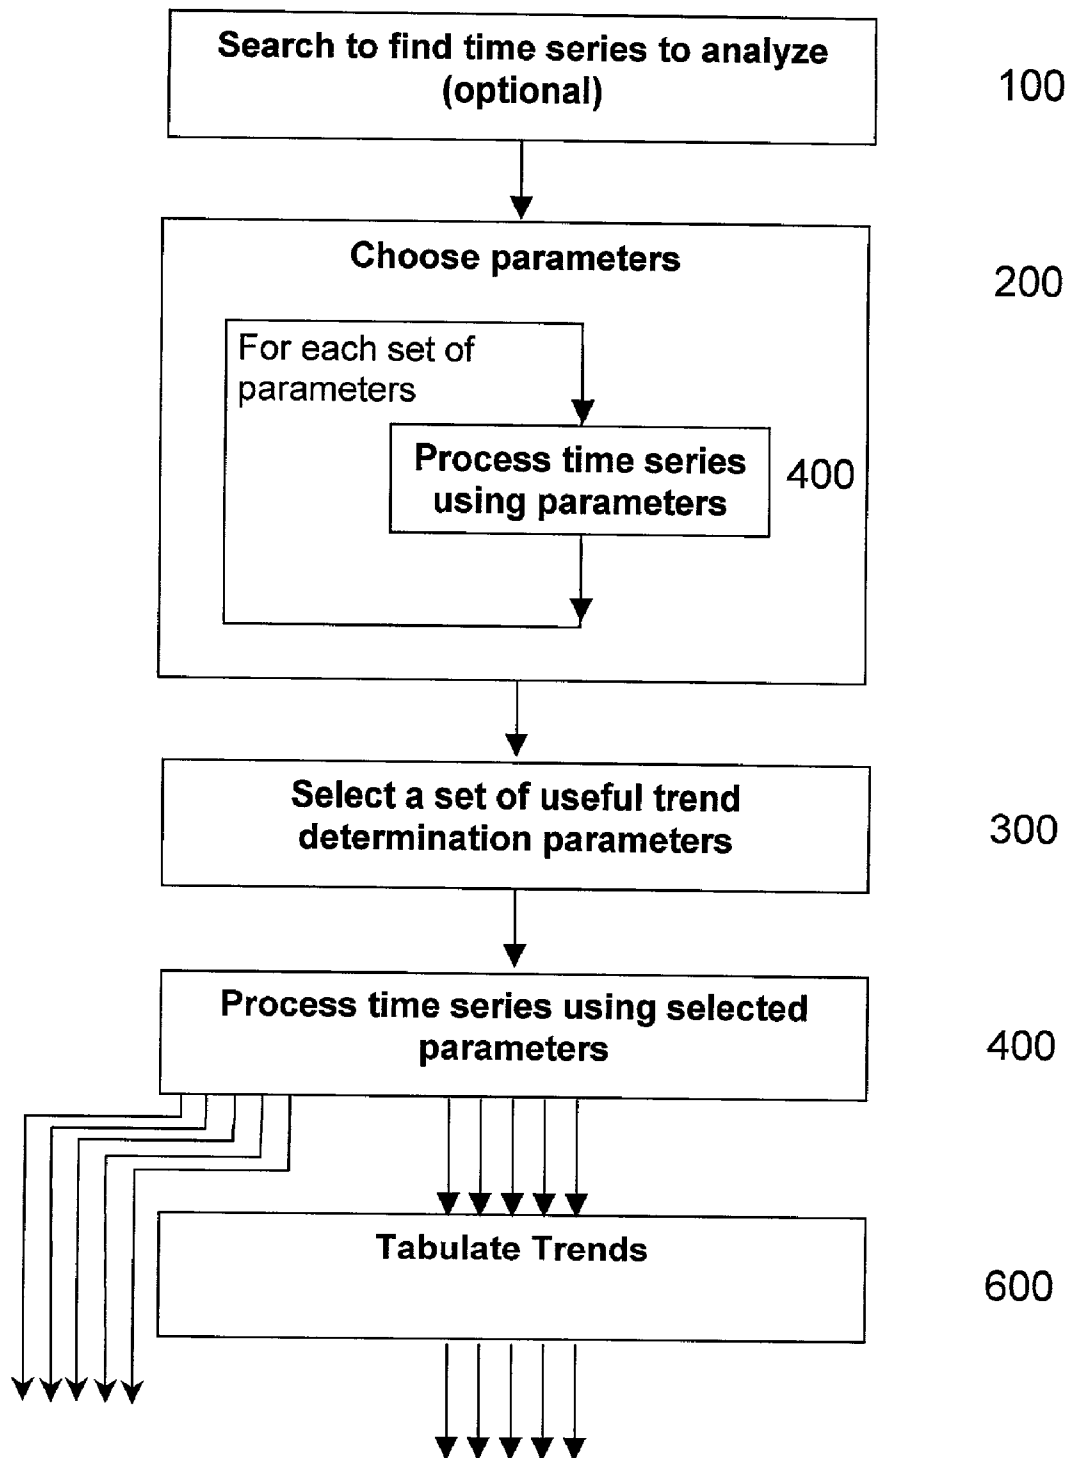 Search to find time series to analyze
(optional)
100
Choose parameters
200
For each set of
parameters
Process time series
using parameters
400
Select a set of useful trend
determination parameters
300
Process time series using selected
parameters
400
Tabulate Trends
600